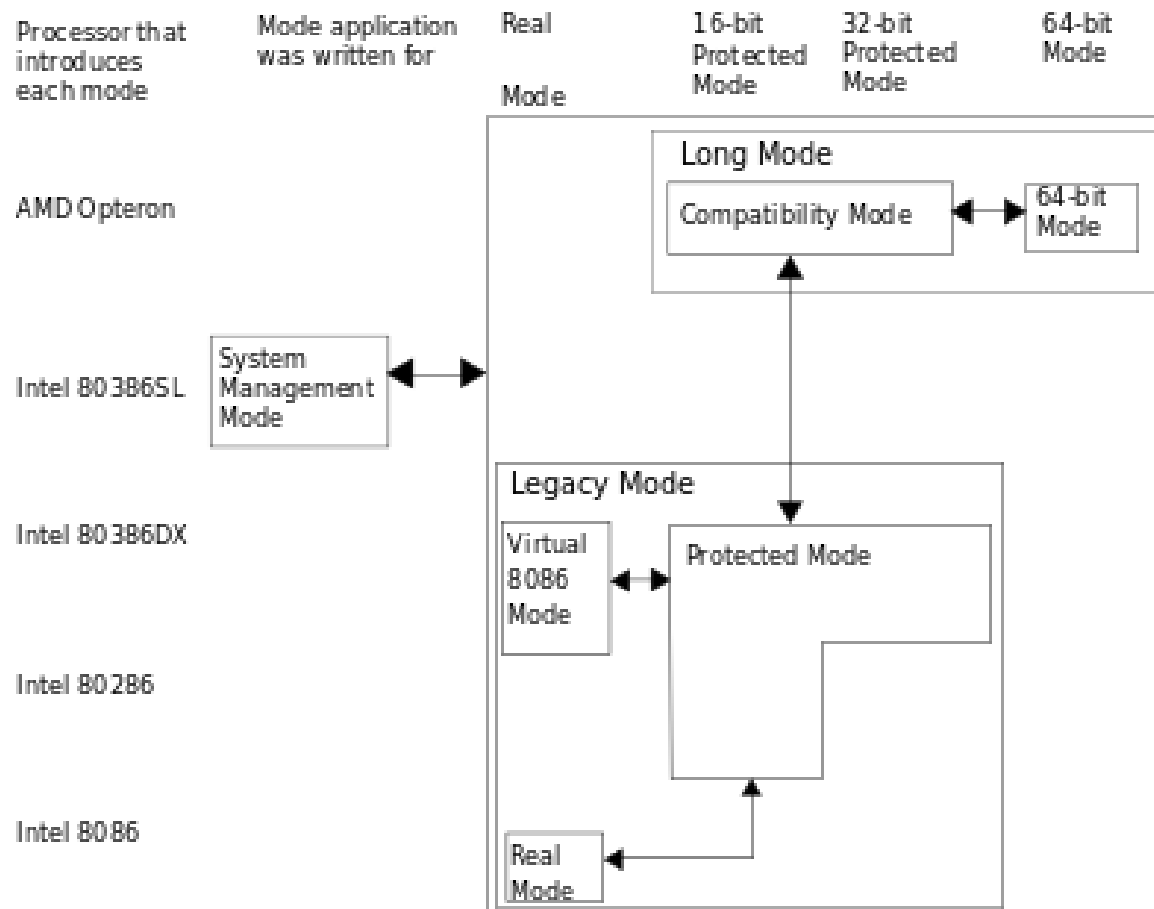 Processor that
introduces
each mode
Mode application
was written for
Real
Mode
16-bit
Protected
Mode
32-bit
Protected
Mode
64-bit
Mode
AMD Opteron
Long Mode
Compatibility Mode
64-bit
Mode
Intel 80386SL
System
Management
Mode
Legacy Mode
Intel 80386DX
Virtual
8086
Mode
Protected Mode
Intel 80286
Intel 8086
Real
Mode